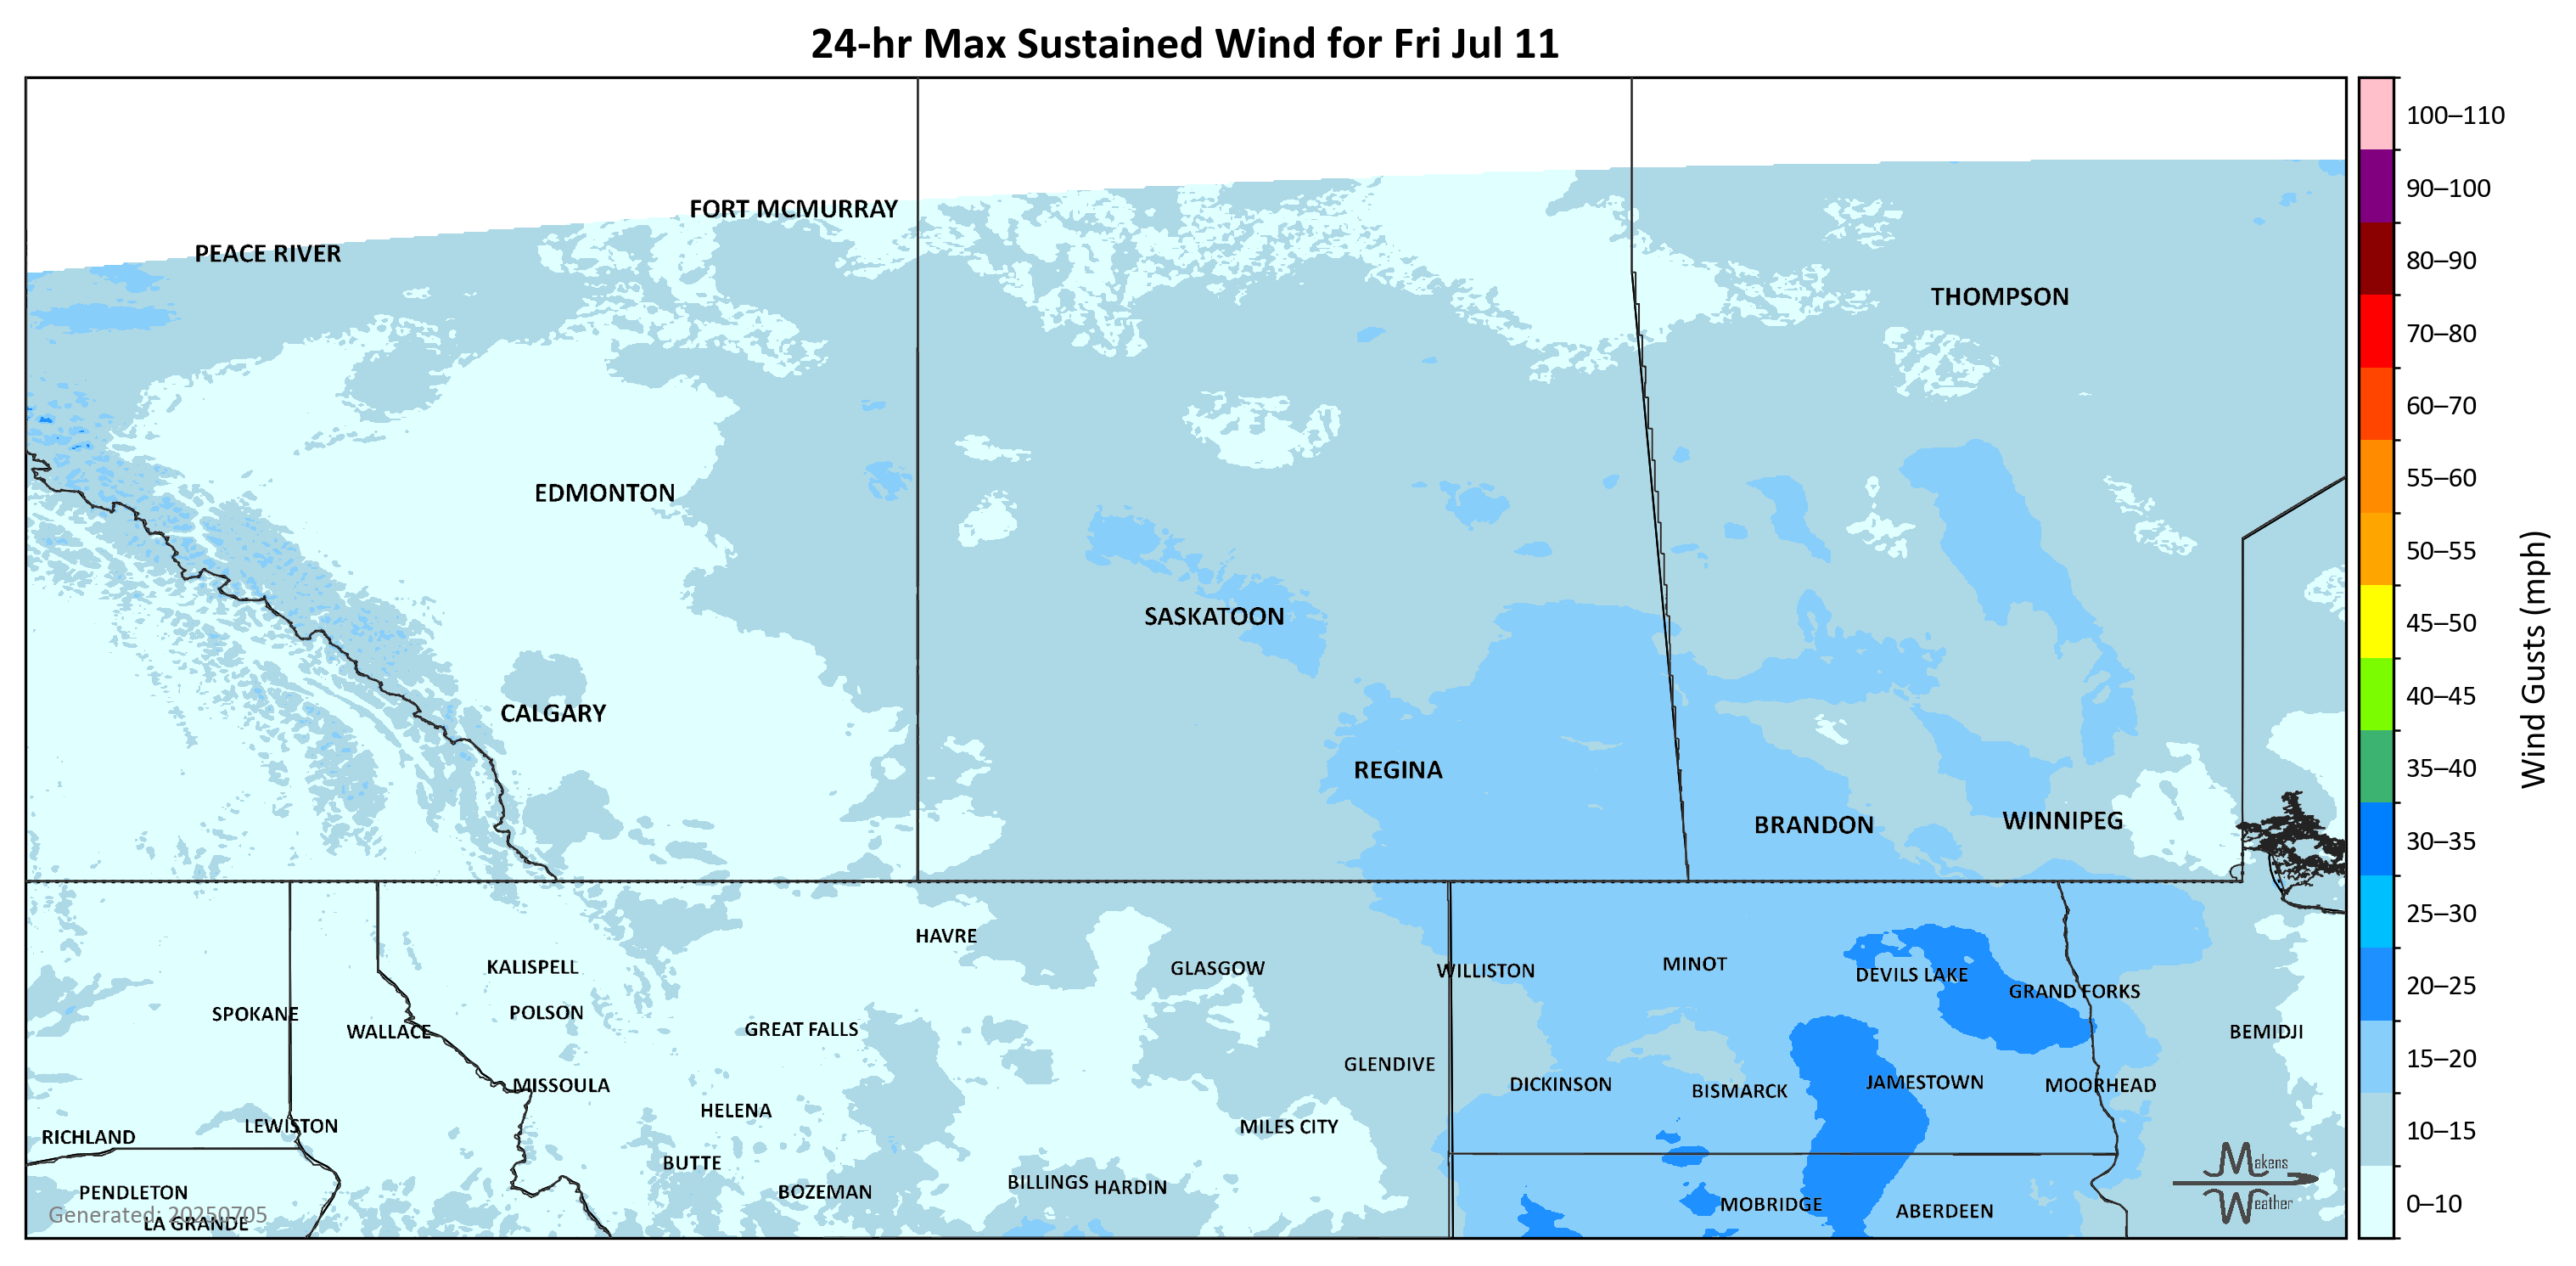 24-hr Max Sustained Wind for Fri Jul 11
100–110
FORT MCMURRAY
90–100
PEACE RIVER
80–90
THOMPSON
70–80
60–70
EDMONTON
55–60
50–55
SASKATOON
45–50
Wind Gusts (mph)
CALGARY
40–45
REGINA
35–40
BRANDON
WINNIPEG
30–35
HAVRE
25–30
KALISPELL
GLASGOW
WILLISTON
MINOT
DEVILS LAKE
20–25
GRAND FORKS
SPOKANE
POLSON
WALLACE
GREAT FALLS
BEMIDJI
15–20
GLENDIVE
MISSOULA
DICKINSON
BISMARCK
JAMESTOWN
MOORHEAD
HELENA
LEWISTON
MILES CITY
10–15
RICHLAND
BUTTE
Makens
PENDLETON
BOZEMAN
BILLINGS
HARDIN
Weather
0–10
MOBRIDGE
ABERDEEN
Generated: 20250705
LA GRANDE